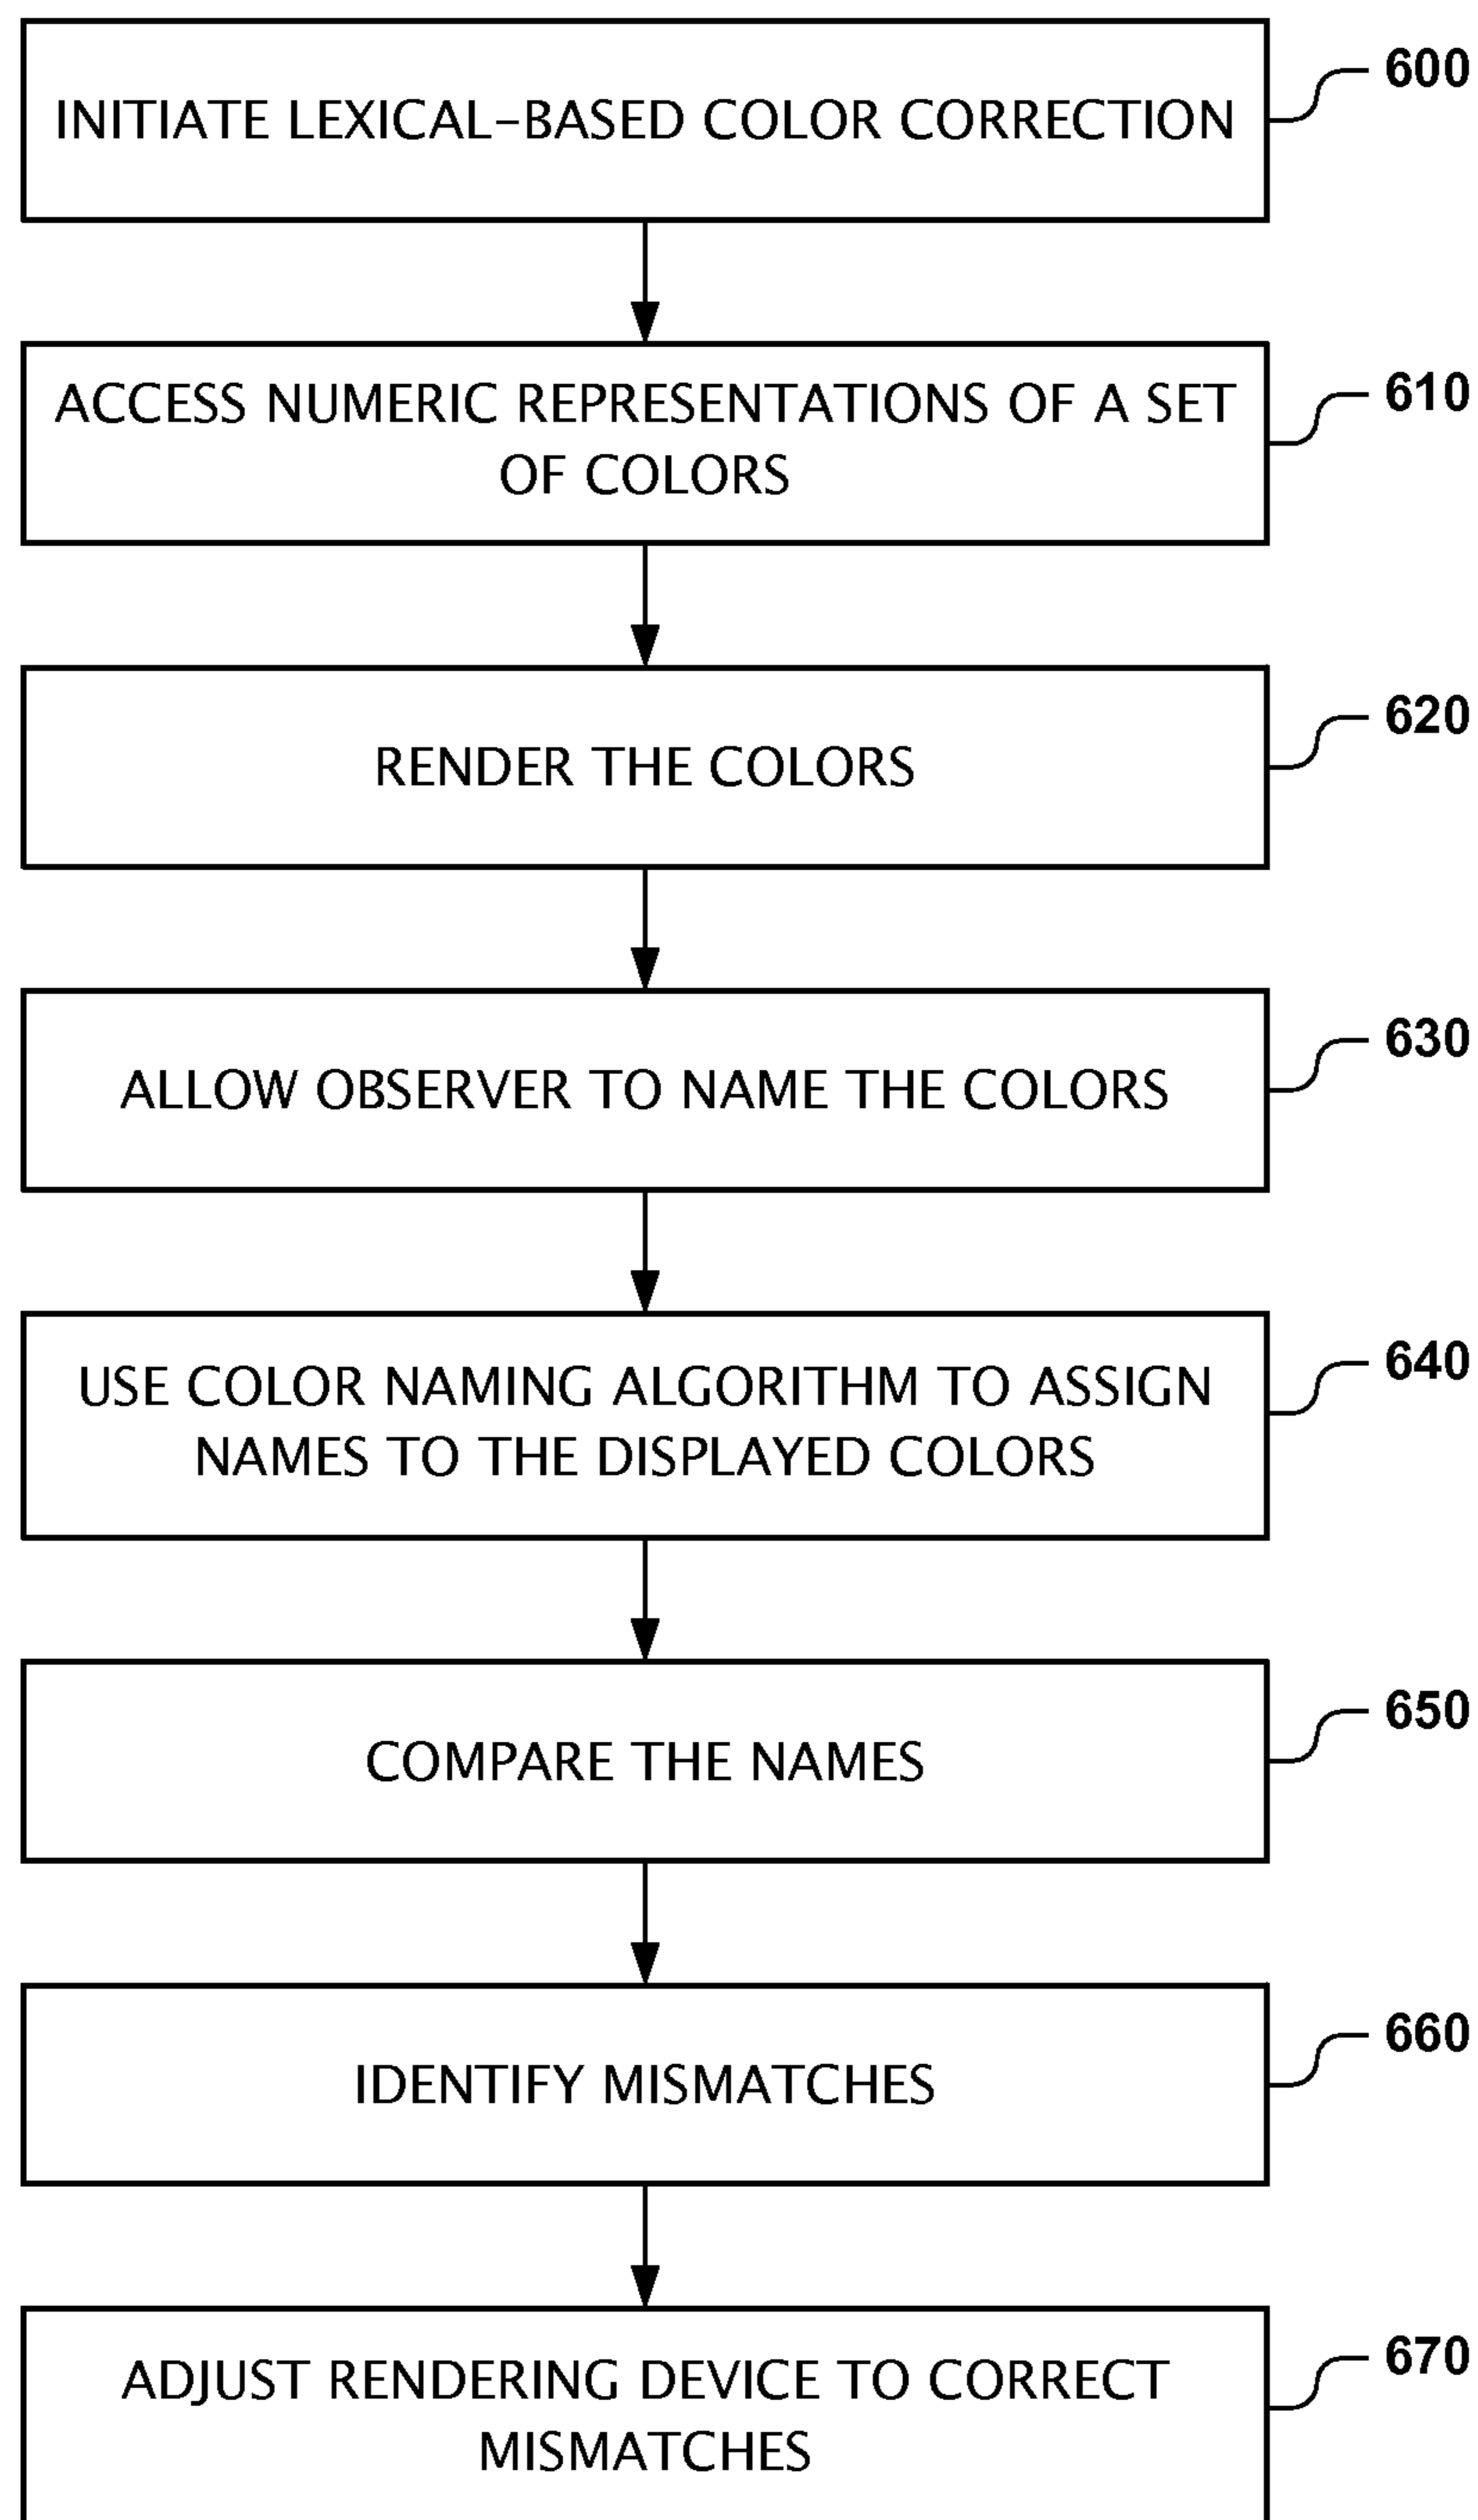 INITIATE LEXICAL-BASED COLOR CORRECTION
600
ACCESS NUMERIC REPRESENTATIONS OF A SET
OF COLORS
610
RENDER THE COLORS
620
ALLOW OBSERVER TO NAME THE COLORS
630
USE COLOR NAMING ALGORITHM TO ASSIGN
NAMES TO THE DISPLAYED COLORS
640
COMPARE THE NAMES
650
IDENTIFY MISMATCHES
660
ADJUST RENDERING DEVICE TO CORRECT
MISMATCHES
670